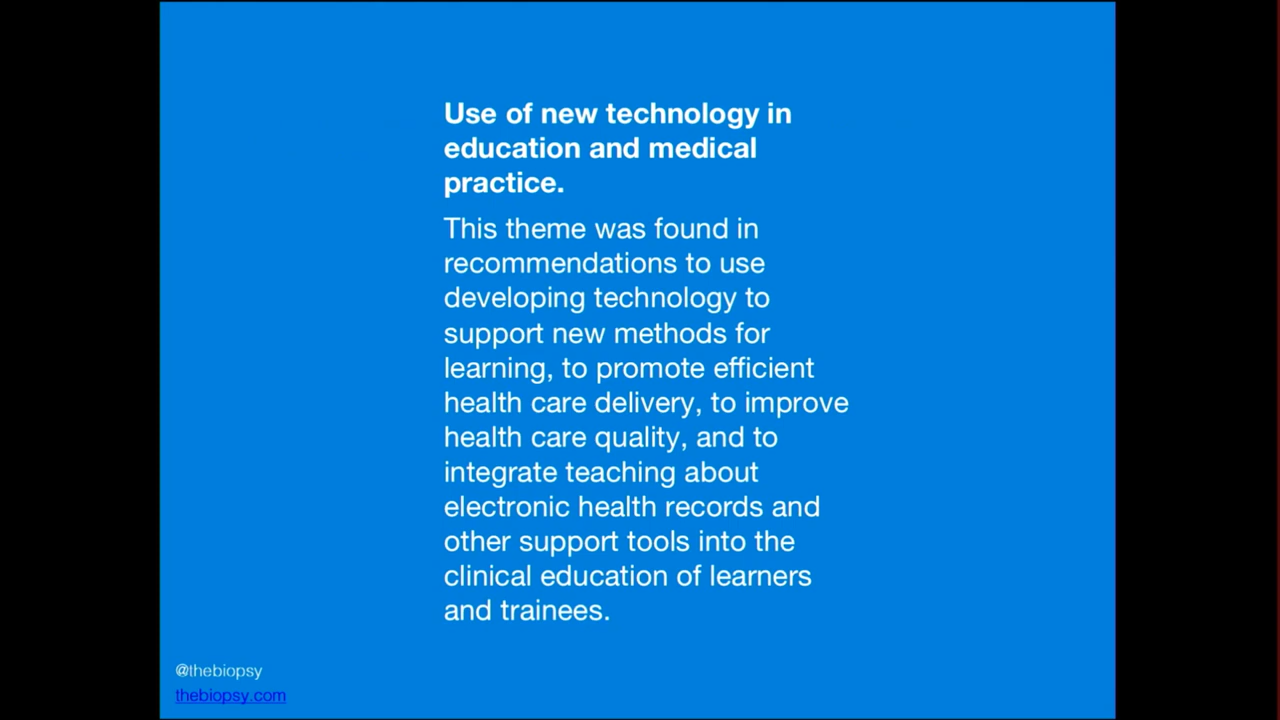 Use of new technology in
education and medical
practice.
This theme was found in
recommendations to use
developing technology to
support new methods for
learning, to promote efficient
health care delivery, to improve
health care quality, and to
integrate teaching about
electronic health records and
other support tools into the
clinical education of learners
and trainees.
@thebiopsy
thebiopsy.com